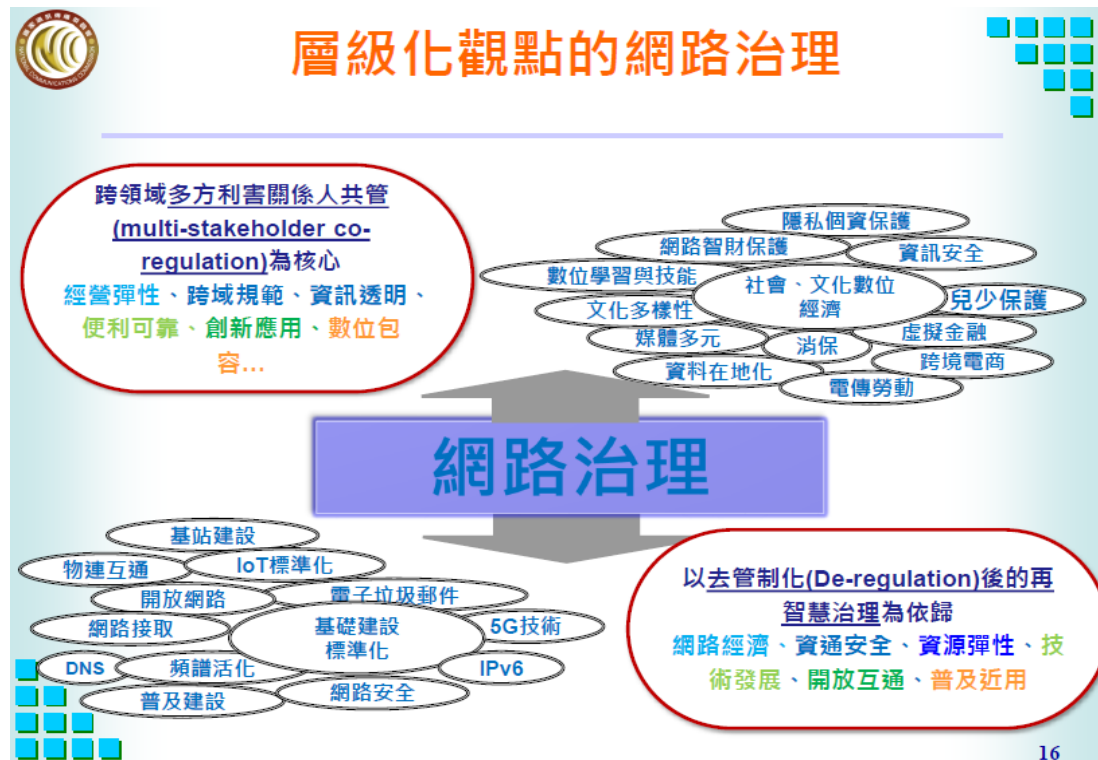 層級化觀點的網路治理
跨領域多方利害關係人共管
(multi-stakeholder co-
regulation)為核心
經營彈性、跨域規範、資訊透明、
便利可靠、創新應用、數位包
容...
隱私個資保護
網路智財保護
資訊安全
數位學習與技能
社會、文化數位
經濟
兒少保護
文化多樣性
虛擬金融
媒體多元
消保
跨境電商
資料在地化
電傳勞動
網路治理
基站建設
物連互通
IoT標準化
開放網路
電子垃圾郵件
網路接取
基礎建設
標準化
5G技術
DNS
頻譜活化
IPv6
普及建設
網路安全
以去管制化(De-regulation)後的再
智慧治理為依歸
網路經濟、資通安全、資源彈性、技
術發展、開放互通、普及近用
16